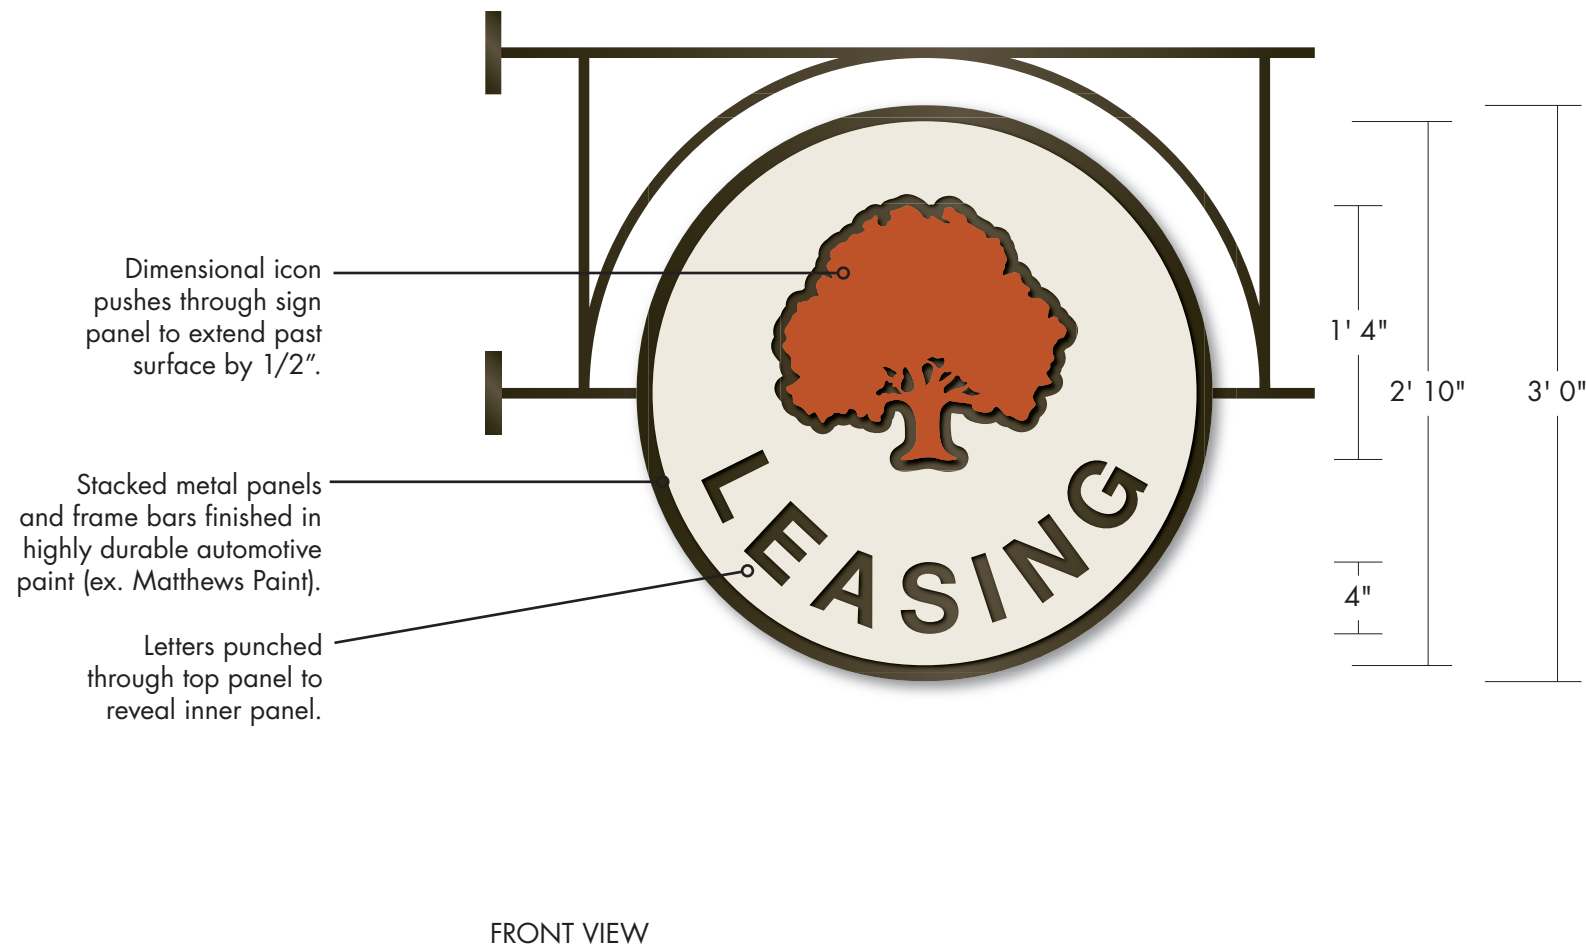 Dimensional icon
pushes through sign
panel to extend past
surface by 1/2”.
Stacked metal panels
and frame bars finished in
highly durable automotive
paint (ex. Matthews Paint).
Letters punched
through top panel to
reveal inner panel.
LEASING
1' 4"
2' 10"
3' 0"
4"
FRONT VIEW